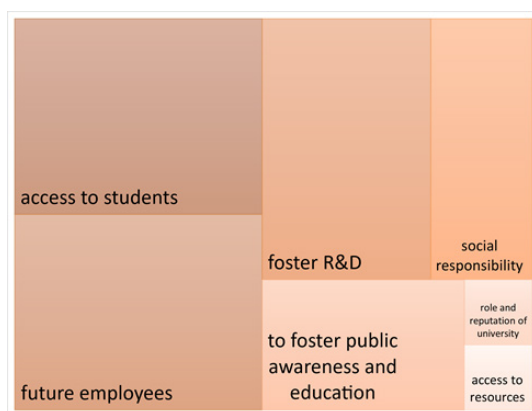 access to students
future employees
foster R&D
social
responsibility
to foster public
awareness and
education
role and
reputation of
university
access to
resources